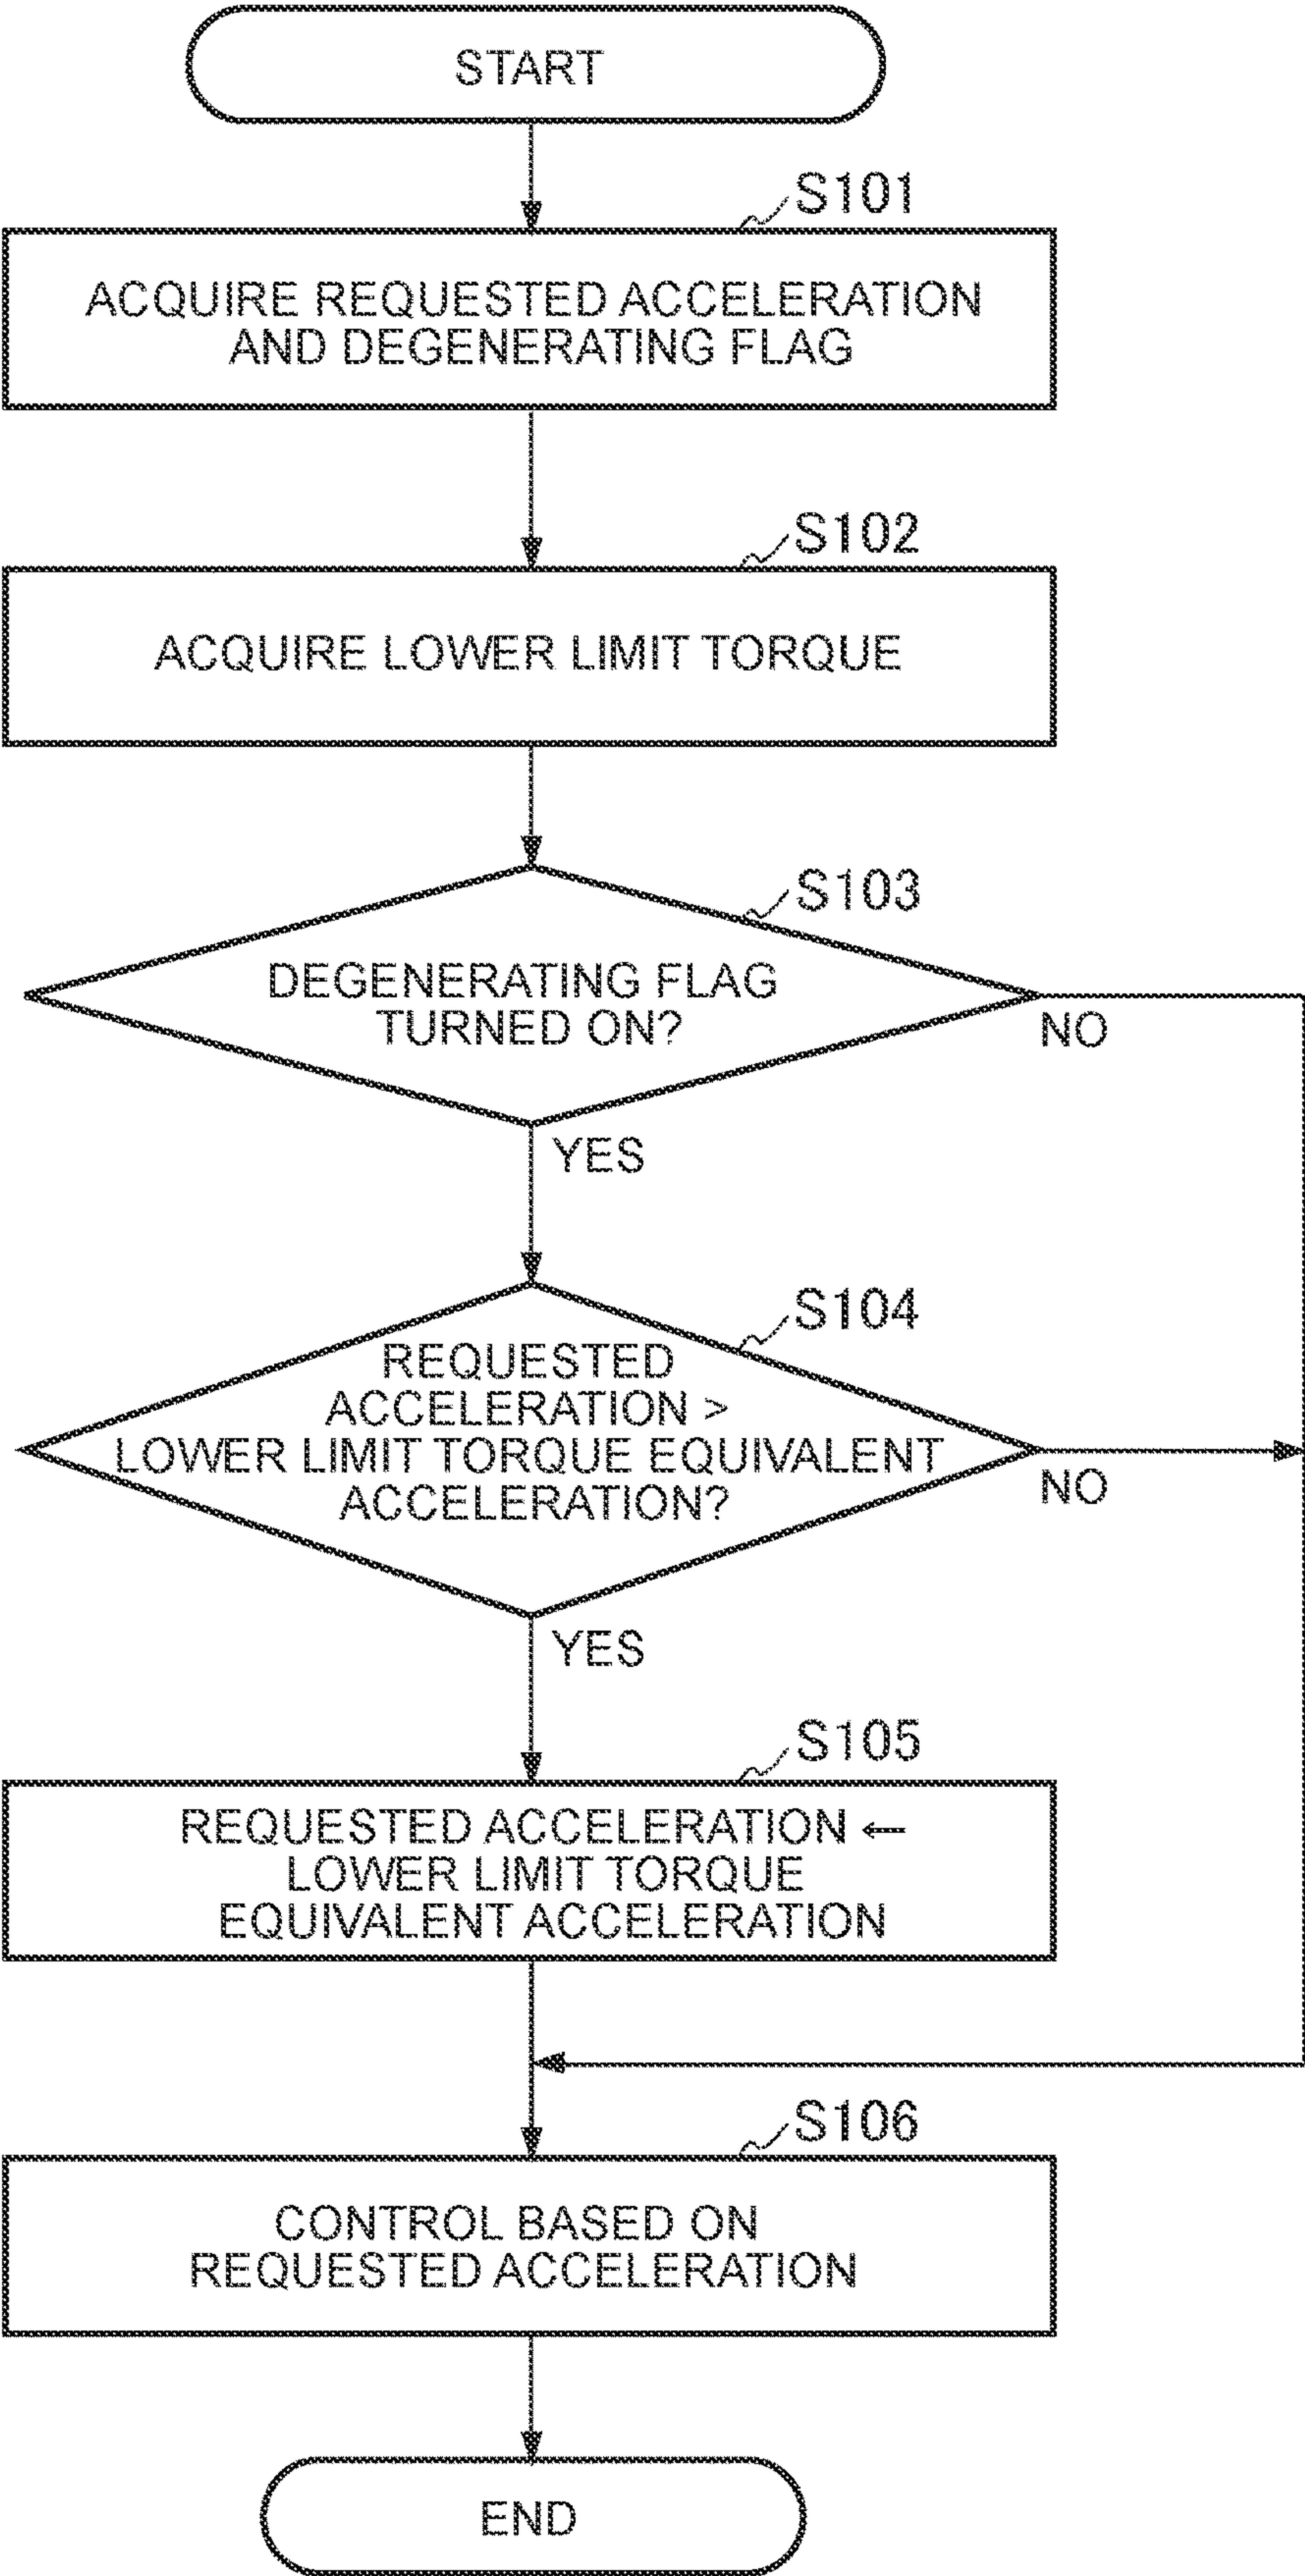 START
S101
ACQUIRE REQUESTED ACCELERATION
AND DEGENERATING FLAG
S102
ACQUIRE LOWER LIMIT TORQUE
S103
DEGENERATING FLAG
TURNED ON?
NO
YES
S104
REQUESTED
ACCELERATION >
LOWER LIMIT TORQUE EQUIVALENT
ACCELERATION?
NO
YES
S105
REQUESTED ACCELERATION ←
LOWER LIMIT TORQUE
EQUIVALENT ACCELERATION
S106
CONTROL BASED ON
REQUESTED ACCELERATION
END